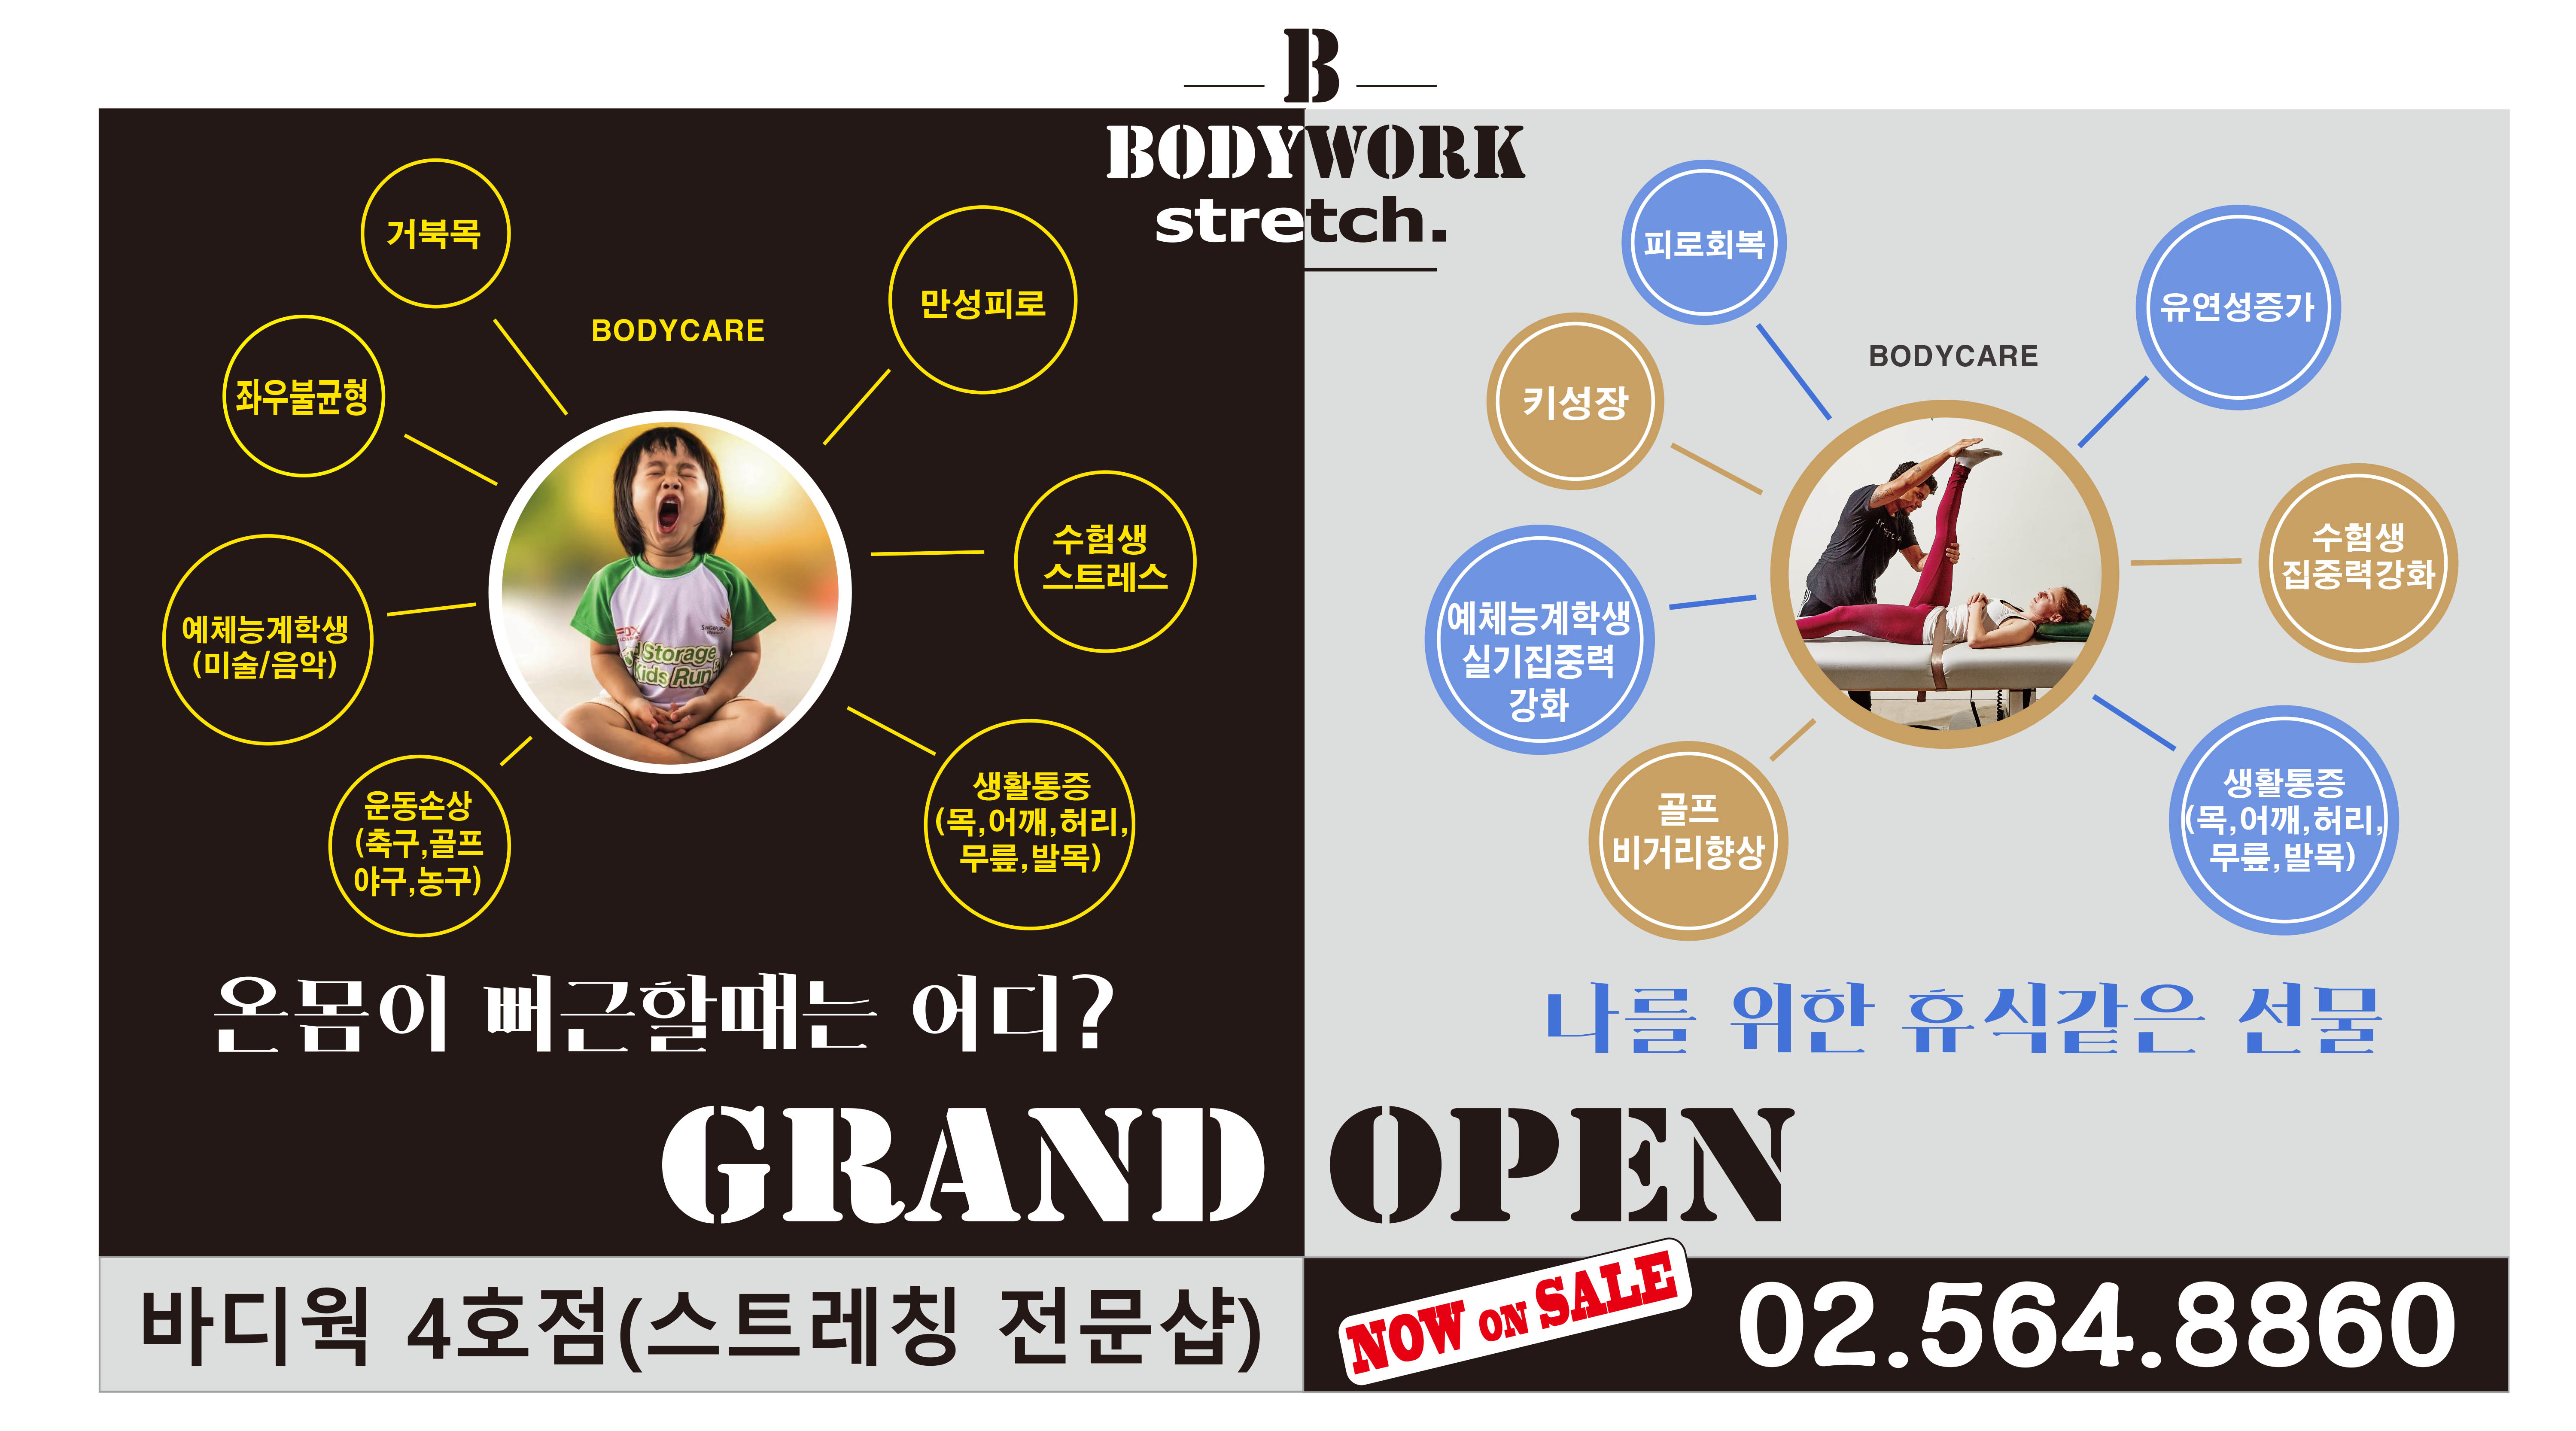 B
BODYWORK
stretch.
거북목
만성피로
BODYCARE
좌우불균형
수험생
스트레스
예체능계학생
(미술/음악)
운동손상
(축구,골프
야구,농구)
생활통증
(목,어깨,허리,
무릎,발목)
Storage
Kids Run
온몸이 뻐근할때는 어디?
피로회복
유연성증가
BODYCARE
키성장
수험생
집중력강화
예체능계학생
실기집중력
강화
골프
비거리향상
생활통증
(목,어깨,허리,
무릎,발목)
나를 위한 휴식같은 선물
GRAND OPEN
바디웍 4호점(스트레칭 전문샵)
NOW ON SALE
02.564.8860